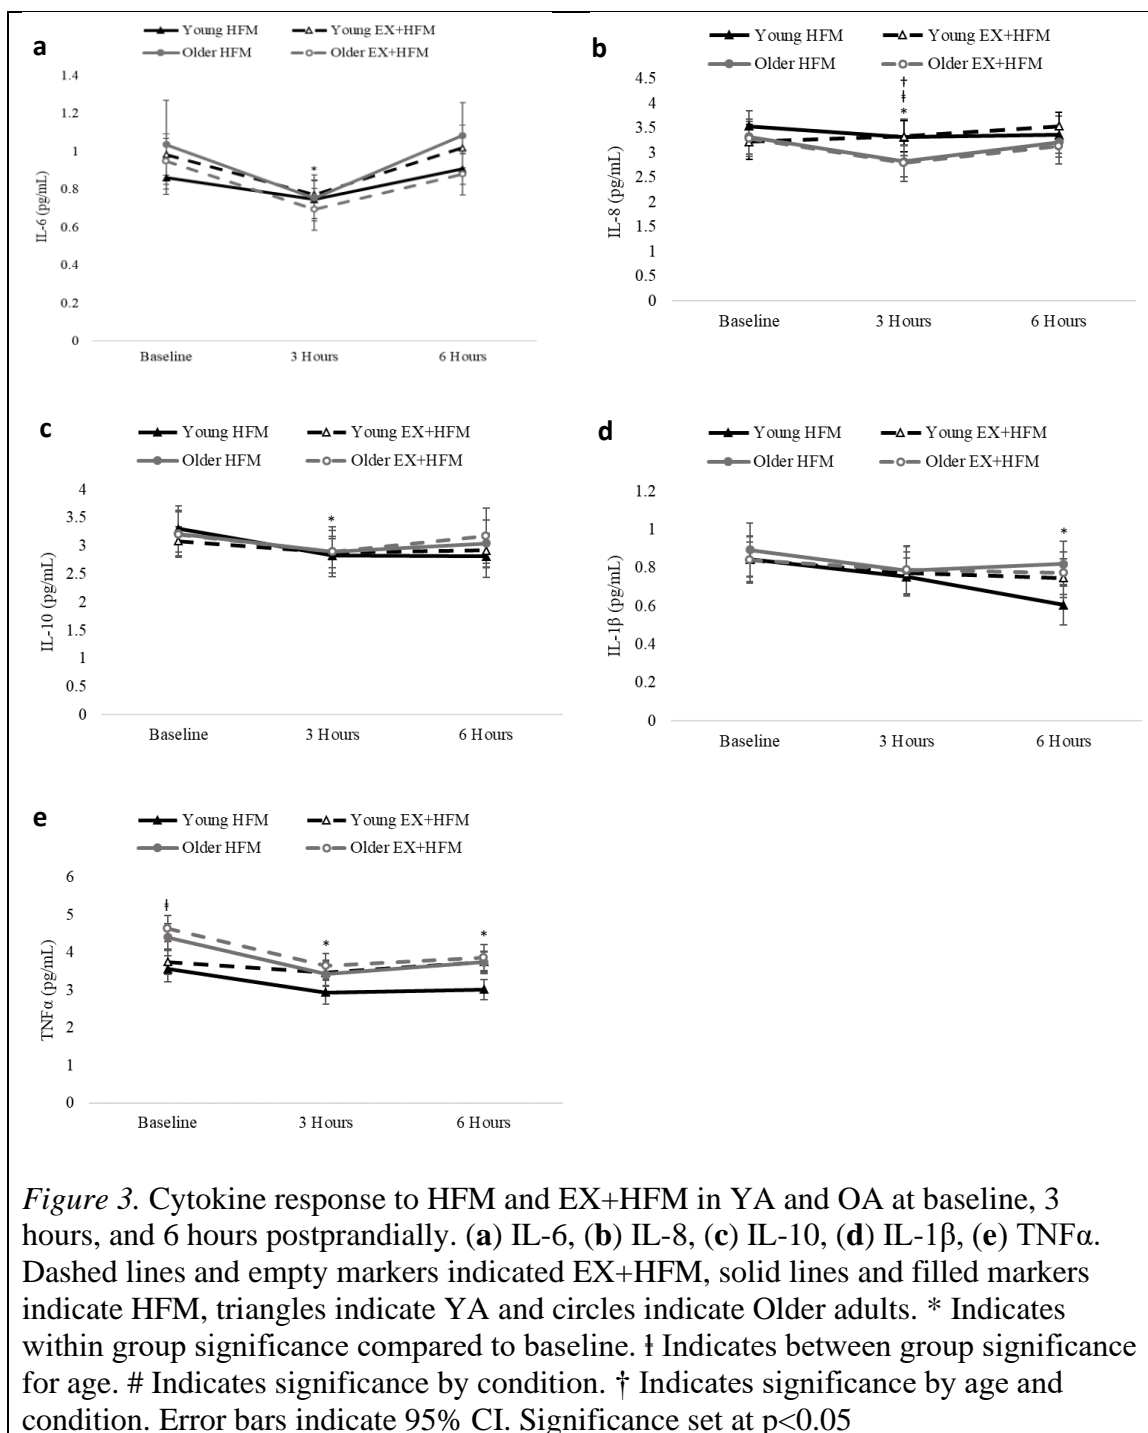 a
Young HFM
Young EX+HFM
Older HFM
Older EX+HFM
1.4
1.2
1
0.8
0.6
0.4
0.2
0
IL-6 (pg/mL)
*
Baseline
3 Hours
6 Hours
b
Young HFM
Young EX+HFM
Older HFM
Older EX+HFM
4.5
4
3.5
3
2.5
2
1.5
1
0.5
0
IL-8 (pg/mL)
†
ǂ
*
Baseline
3 Hours
6 Hours
c
Young HFM
Young EX+HFM
Older HFM
Older EX+HFM
4
3.5
3
2.5
2
1.5
1
0.5
0
IL-10 (pg/mL)
*
Baseline
3 Hours
6 Hours
d
Young HFM
Young EX+HFM
Older HFM
Older EX+HFM
1.2
1
0.8
0.6
0.4
0.2
0
IL-1β (pg/mL)
*
Baseline
3 Hours
6 Hours
e
Young HFM
Young EX+HFM
Older HFM
Older EX+HFM
6
5
4
3
2
1
0
TNFα (pg/mL)
ǂ
*
*
Baseline
3 Hours
6 Hours
Figure 3. Cytokine response to HFM and EX+HFM in YA and OA at baseline, 3
hours, and 6 hours postprandially. (a) IL-6, (b) IL-8, (c) IL-10, (d) IL-1β, (e) TNFα.
Dashed lines and empty markers indicated EX+HFM, solid lines and filled markers
indicate HFM, triangles indicate YA and circles indicate Older adults. * Indicates
within group significance compared to baseline. ǂ Indicates between group significance
for age. # Indicates significance by condition. † Indicates significance by age and
condition. Error bars indicate 95% CI. Significance set at p<0.05